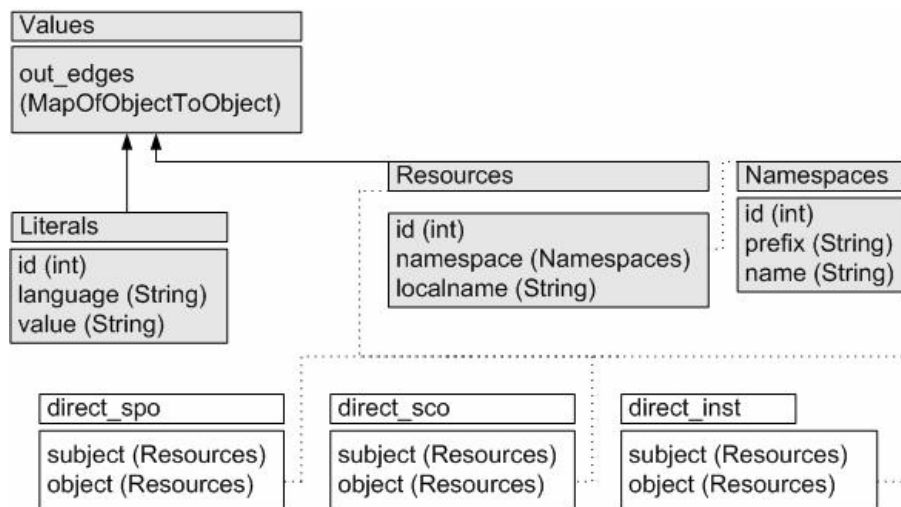 Values
out_edges
(MapOfObjectToObject)
Resources
Namespaces
Literals
id (int)
language (String)
value (String)
id (int)
namespace (Namespaces)
localname (String)
id (int)
prefix (String)
name (String)
direct_spo
subject (Resources)
object (Resources)
direct_sco
subject (Resources)
object (Resources)
direct_inst
subject (Resources)
object (Resources)